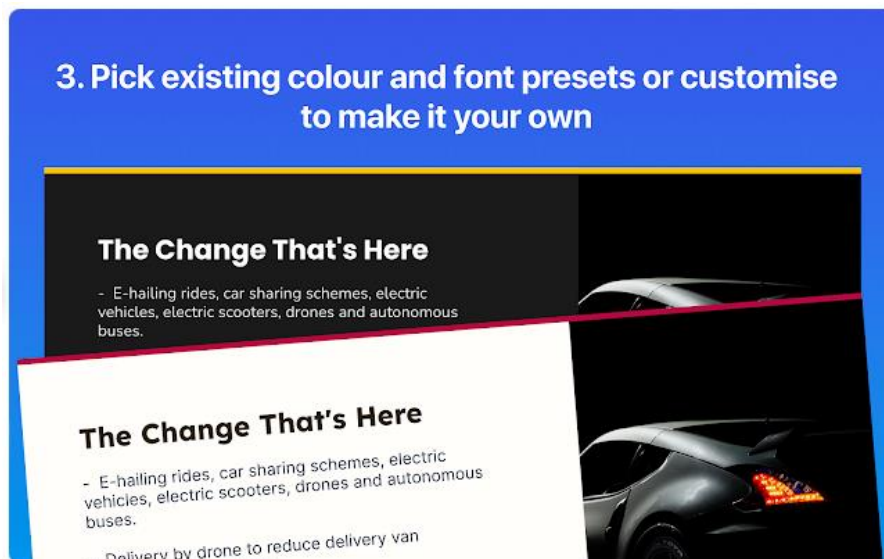 3. Pick existing colour and font presets or customise
to make it your own
The Change That's Here
- E-hailing rides, car sharing schemes, electric
vehicles, electric scooters, drones and autonomous
buses.
The Change That's Here
- E-hailing rides, car sharing schemes, electric
vehicles, electric scooters, drones and autonomous
buses.
Delivery by drone to reduce delivery van